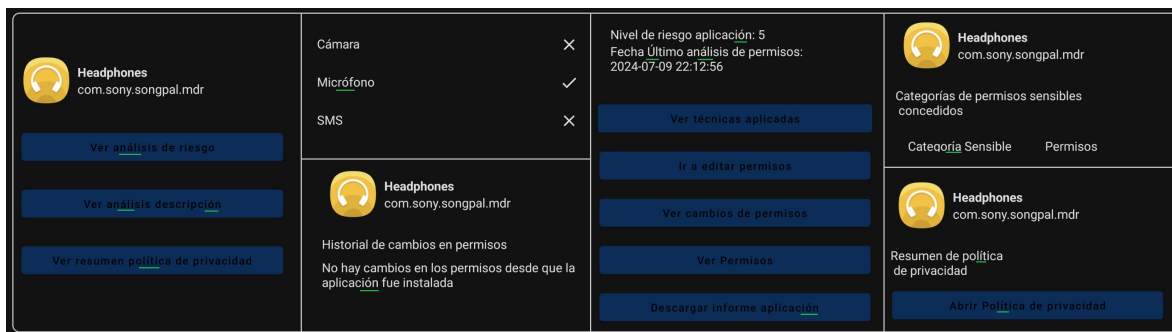 Headphones
com.sony.songpal.mdr
Ver análisis de riesgo
Ver análisis descripción
Ver resumen política de privacidad
Cámara
Micrófono
SMS
Headphones
com.sony.songpal.mdr
Historial de cambios en permisos
No hay cambios en los permisos desde que la
aplicación fue instalada
Nivel de riesgo aplicación: 5
Fecha Último análisis de permisos:
2024-07-09 22:12:56
Ver técnicas aplicadas
Ir a editar permisos
Ver cambios de permisos
Ver Permisos
Descargar informe aplicación
Headphones
com.sony.songpal.mdr
Categorías de permisos sensibles
concedidos
Categoría Sensible Permisos
Headphones
com.sony.songpal.mdr
Resumen de política
de privacidad
Abrir Política de privacidad